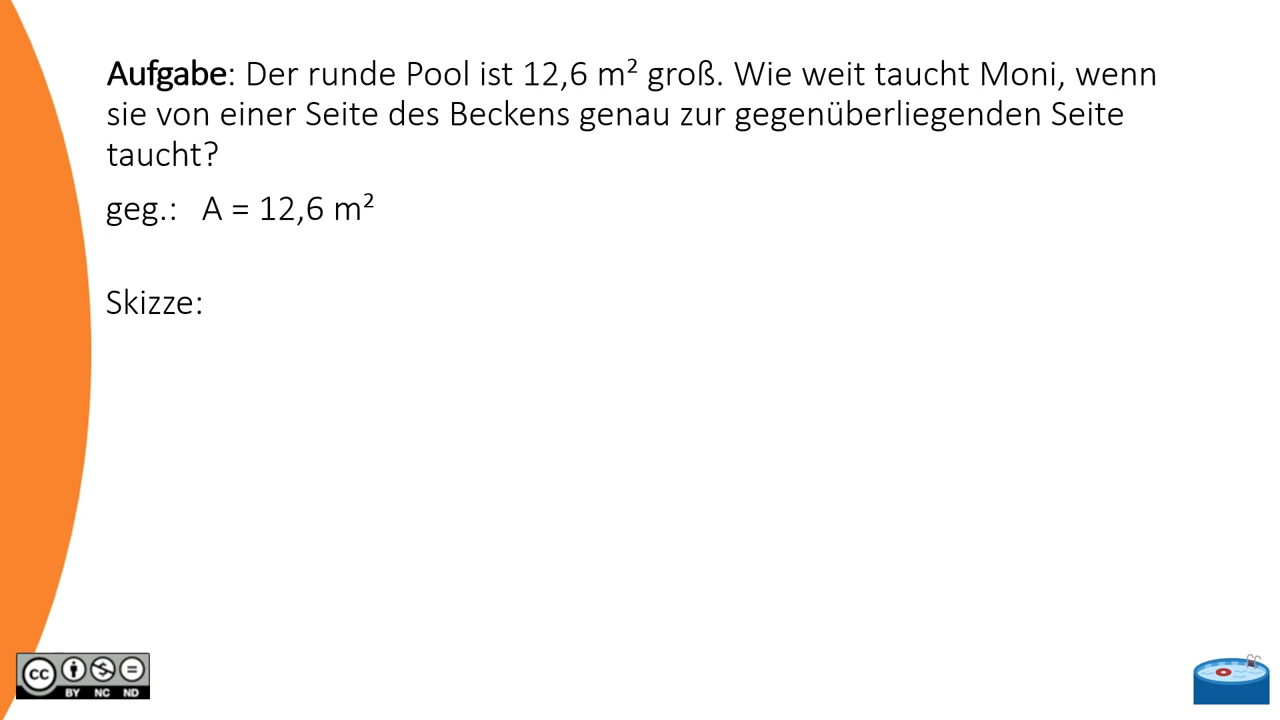 Aufgabe: Der runde Pool ist 12,6 m² groß. Wie weit taucht Moni, wenn
sie von einer Seite des Beckens genau zur gegenüberliegenden Seite
taucht?
geg.: A = 12,6 m²
Skizze:
cc
BY NC ND